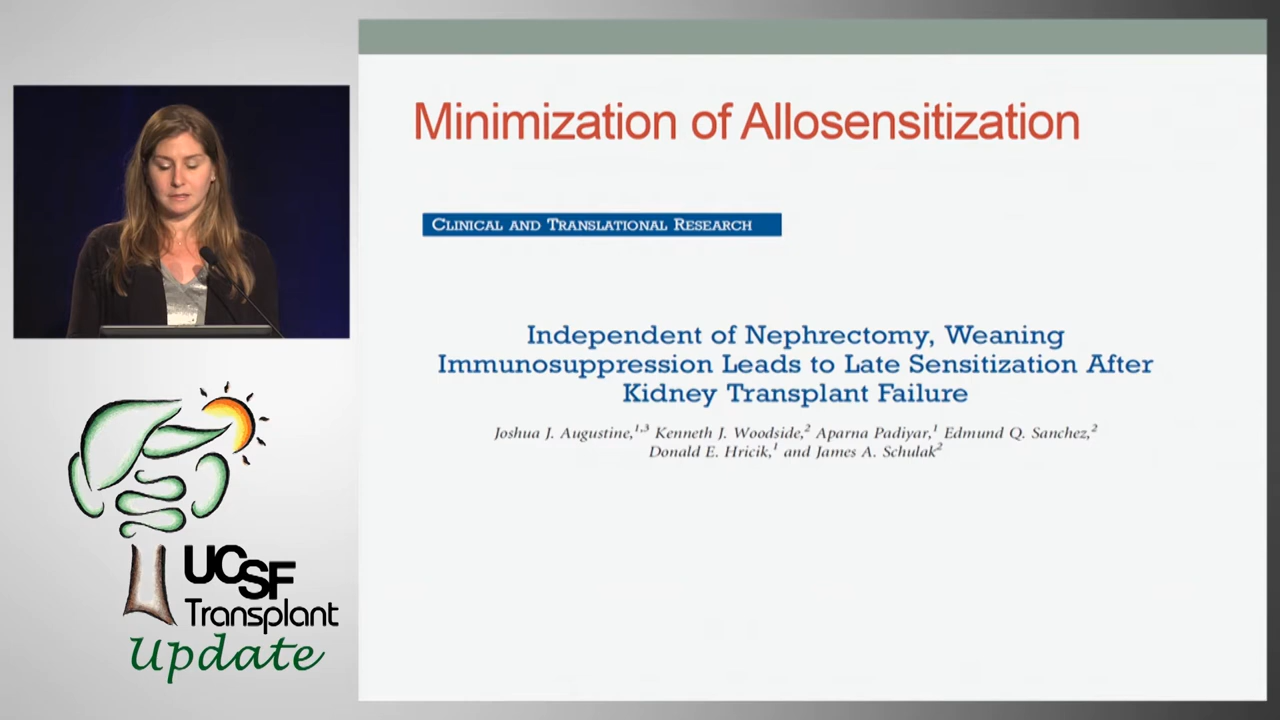 Minimization of Allosensitization
CLINICAL AND TRANSLATIONAL RESEARCH
Independent of Nephrectomy, Weaning
Immunosuppression Leads to Late Sensitization After
Kidney Transplant Failure
Joshua J. Augustine,1,3 Kenneth J. Woodside,2 Aparna Padiyar,1 Edmund Q. Sanchez,2
Donald E. Hricik,1 and James A. Schulak2
UCSF
Transplant
Update